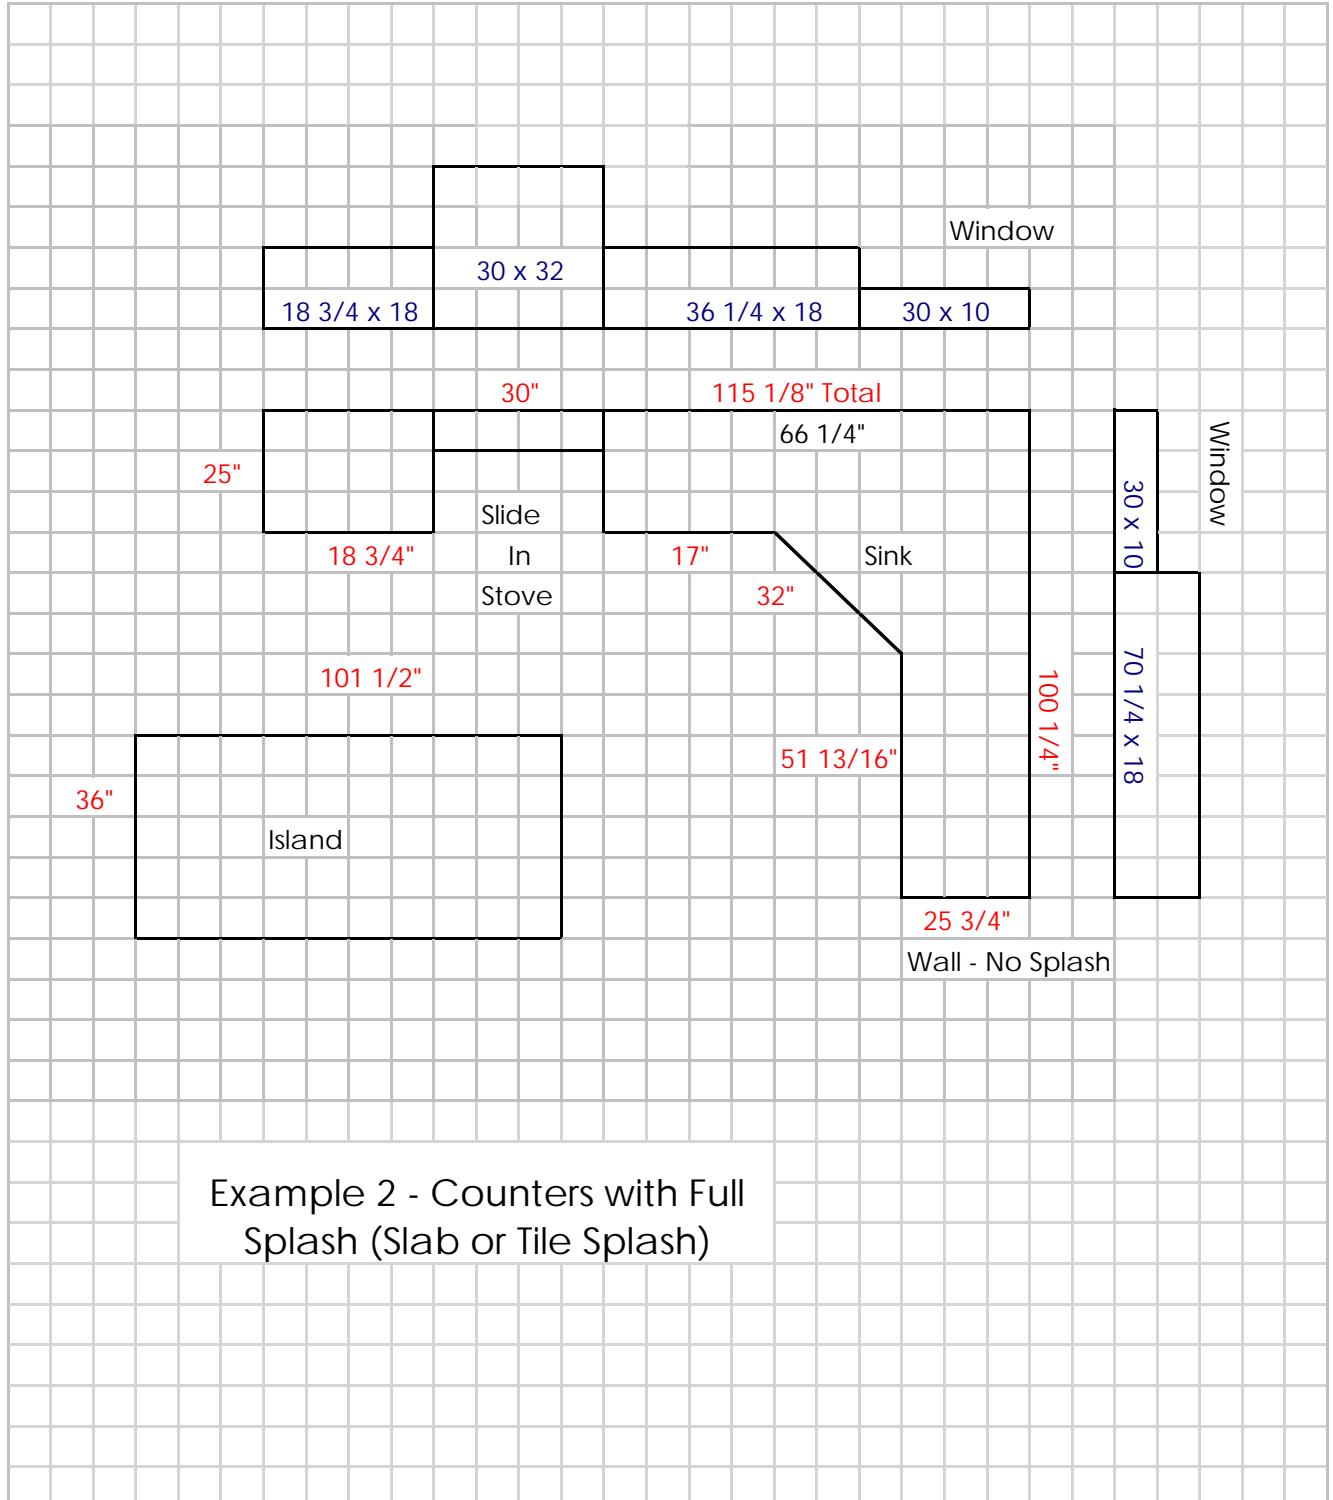 Window
30 x 32
18 3/4 x 18
36 1/4 x 18
30 x 10
30"
115 1/8" Total
66 1/4"
Window
25"
30 x 10
Slide
In
Stove
18 3/4"
17"
Sink
32"
101 1/2"
100 1/4"
70 1/4 x 18
51 13/16"
36"
Island
25 3/4"
Wall - No Splash
Example 2 - Counters with Full
Splash (Slab or Tile Splash)